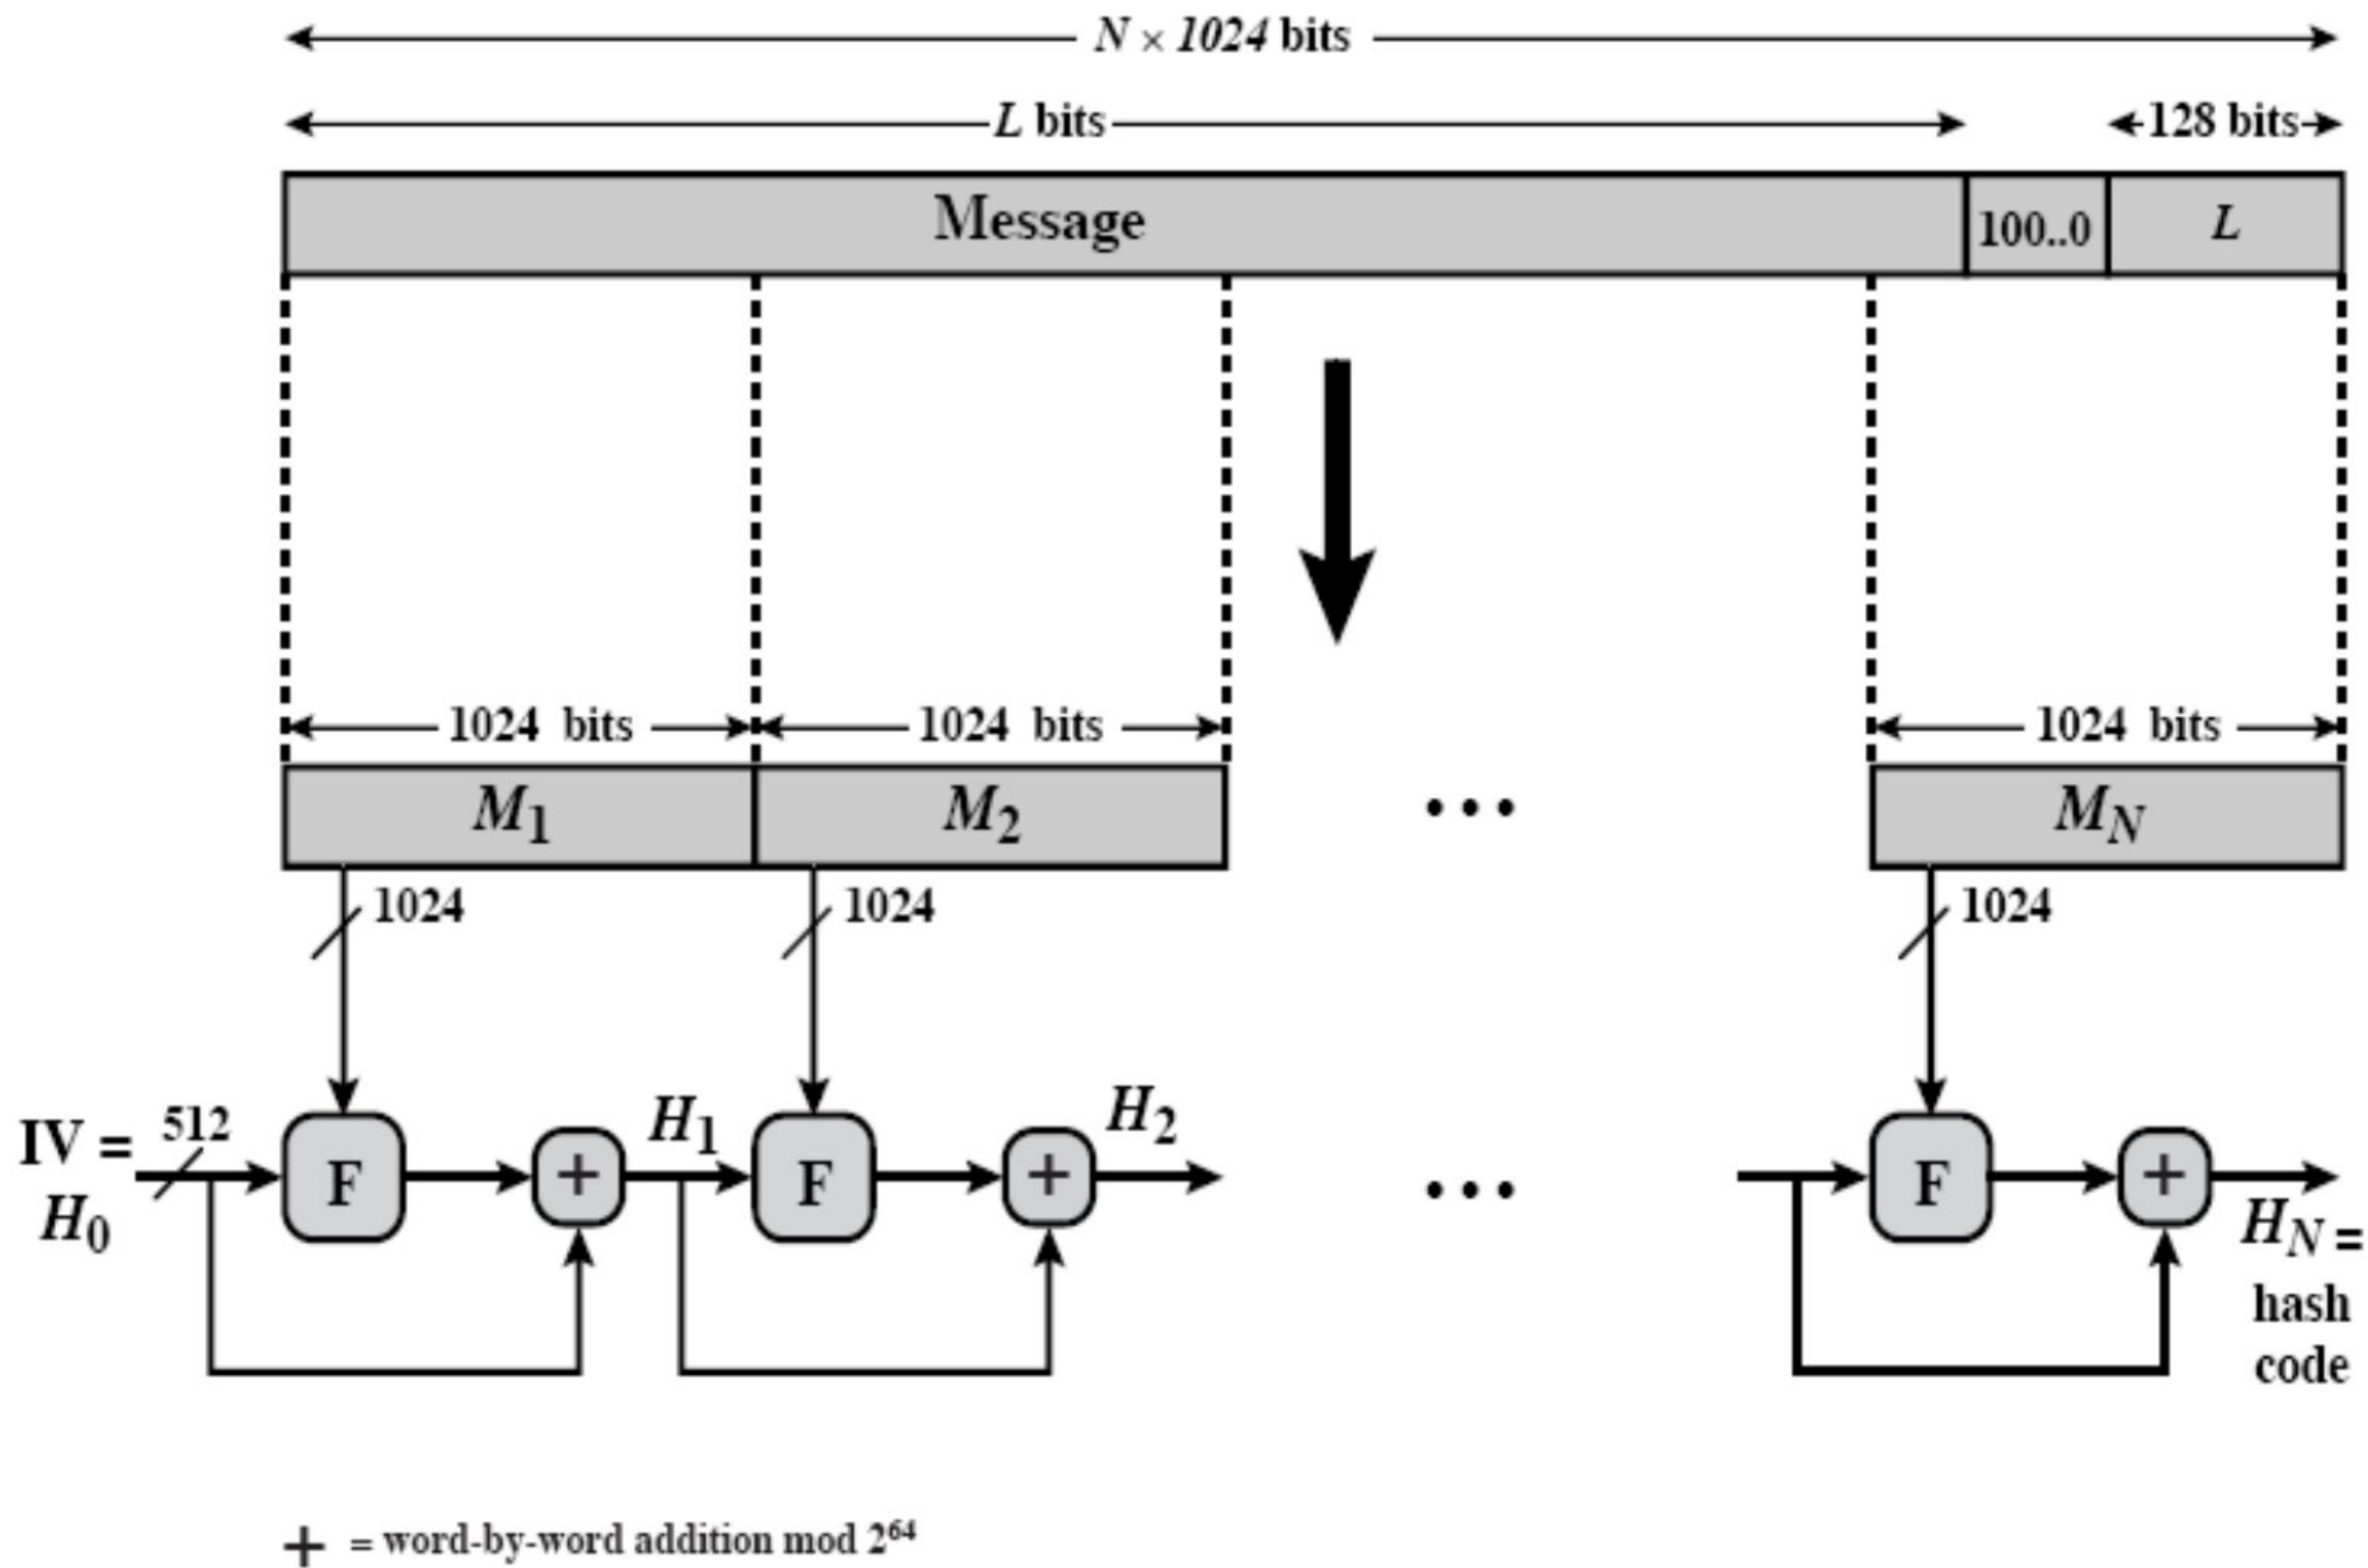 N × 1024 bits
L bits
128 bits
Message
100..0
L
1024 bits
1024 bits
1024 bits
M1
M2
...
MN
1024
1024
1024
IV =
H0
512
F
+
H1
F
+
H2
...
F
+
HN =
hash
code
+ = word-by-word addition mod 2^64